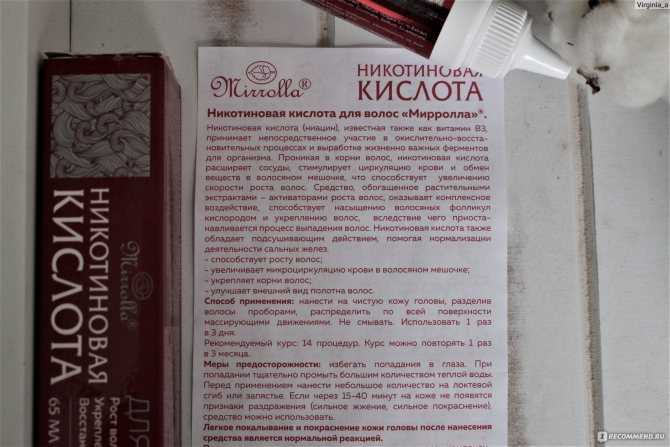 Virginia_a
Mirrolla®
НИКОТИНОВАЯ
КИСЛОТА
Никотиновая кислота для волос «Мирролла»®.
Никотиновая кислота (ниацин), известная также как витамин В3,
принимает непосредственное участие в окислительно-восста-
новительных процессах и выработке жизненно важных ферментов
для организма. Проникая в корни волос, никотиновая кислота
расширяет сосуды, стимулирует циркуляцию крови и обмен
веществ в волосяном мешочке, что способствует увеличению
скорости роста волос. Средство, обогащенное растительными
экстрактами – активаторами роста волос, оказывает комплексное
воздействие, способствует насыщению волосяных фолликул
кислородом и укреплению волос, вследствие чего приоста-
навливается процесс выпадения волос. Никотиновая кислота также
обладает подсушивающим действием, помогая нормализации
деятельности сальных желез.
- способствует росту волос;
- увеличивает микроциркуляцию крови в волосяном мешочке;
- укрепляет корни волос;
- улучшает внешний вид полотна волос.
Способ применения: нанести на чистую кожу головы, разделив
волосы проборами, распределить по всей поверхности
массирующими движениями. Не смывать. Использовать 1 раз
в 3 дня.
Рекомендуемый курс: 14 процедур. Курс можно повторять 1 раз
в 3 месяца.
Меры предосторожности: избегать попадания в глаза. При
попадании тщательно промыть большим количеством теплой воды.
Перед применением нанести небольшое количество на локтевой
сгиб или запястье. Если через 15-40 минут на коже не появятся
признаки раздражения (сильное жжение, сильное покраснение),
средство можно использовать.
Легкое покалывание и покраснение кожи головы после нанесения
средства является нормальной реакцией.
Mirrolla®
НИКОТИНОВАЯ
КИСЛОТА
ДЛЯ
Рост
Укрепле
Восстан
65 М
IRECOMMEND.RU